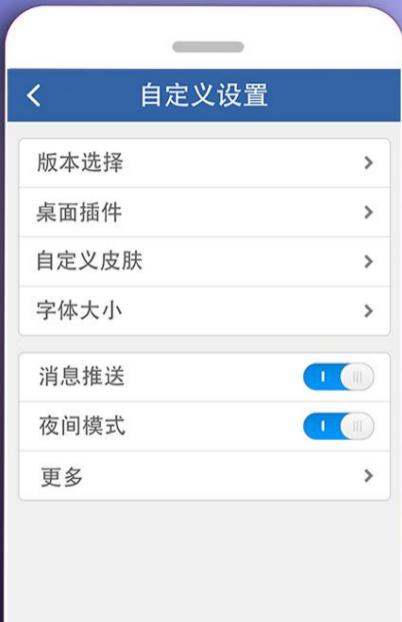 自定义设置
版本选择
桌面插件
自定义皮肤
字体大小
消息推送
夜间模式
更多